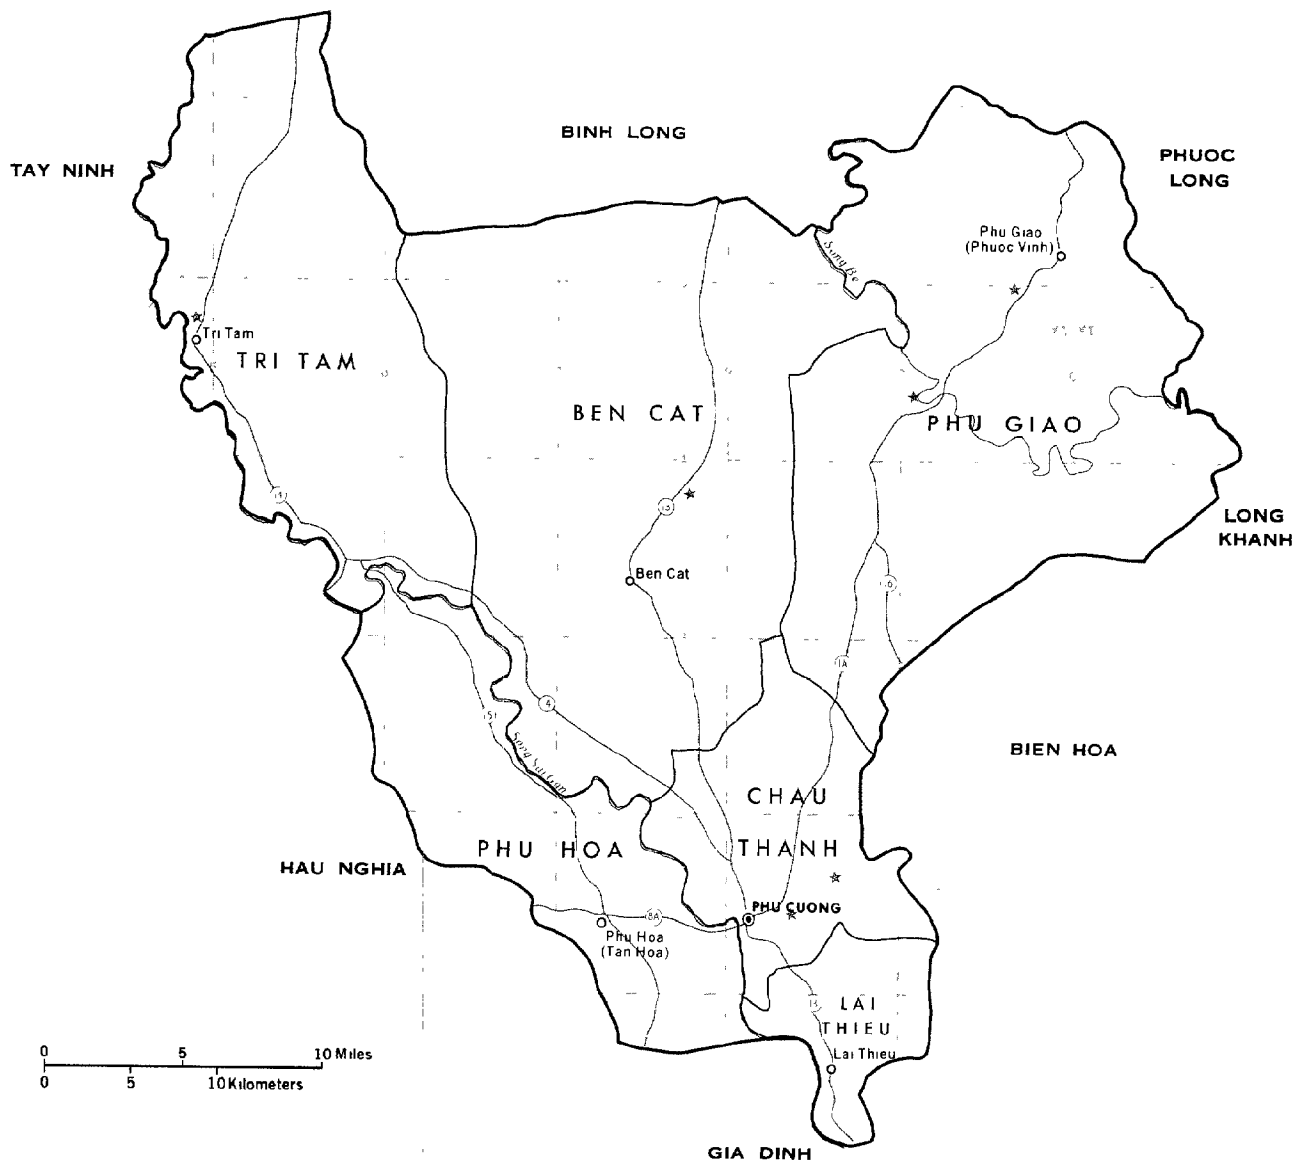 BINH LONG
TAY NINH
PHUOC
LONG
Phu Giao
(Phuoc Vinh)
Song Be
Tri Tam
TRI TAM
BEN CAT
PHU GIAO
14
13
LONG
KHANH
Ben Cat
16
1A
14
15
BIEN HOA
Song Sai Gon
CHAU
THANH
PHU HOA
HAU NGHIA
PHU CUONG
8A
Phu Hoa
(Tan Hoa)
13
LAI
THIEU
Lai Thieu
0 5 10 Miles
0 5 10 Kilometers
GIA DINH